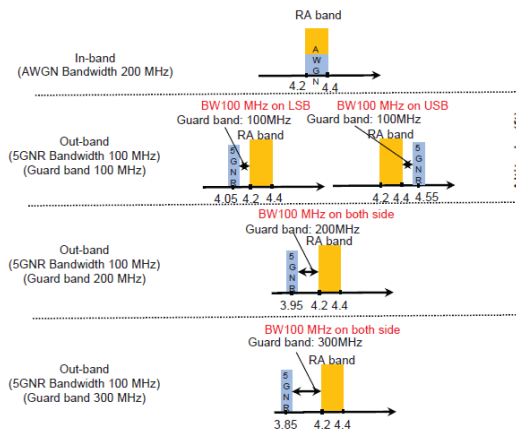 RA band
In-band
(AWGN Bandwidth 200 MHz)
A
W
G
N
4.2 4.4
BW100 MHz on LSB BW100 MHz on USB
Guard band: 100MHz Guard band: 100MHz
RA band RA band
Out-band
(5GNR Bandwidth 100 MHz)
(Guard band 100 MHz)
5
G
N
R
5
G
N
R
4.05 4.2 4.4 4.2 4.4 4.55
BW100 MHz on both side
Guard band: 200MHz
RA band
Out-band
(5GNR Bandwidth 100 MHz)
(Guard band 200 MHz)
5
G
N
R
3.95 4.2 4.4
BW100 MHz on both side
Guard band: 300MHz
RA band
Out-band
(5GNR Bandwidth 100 MHz)
(Guard band 300 MHz)
5
G
N
R
3.85 4.2 4.4